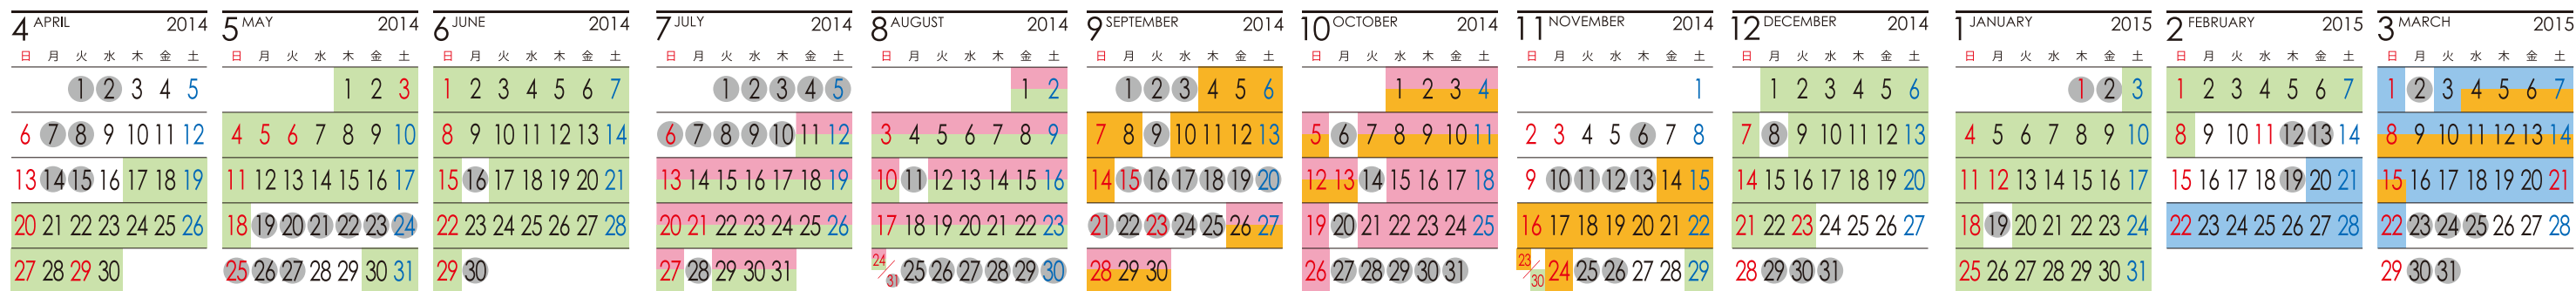 4 APRIL 2014
日 月 火 水 木 金 土
1 2 3 4 5
6 7 8 9 10 11 12
13 14 15 16 17 18 19
20 21 22 23 24 25 26
27 28 29 30
5 MAY 2014
日 月 火 水 木 金 土
1 2 3
4 5 6 7 8 9 10
11 12 13 14 15 16 17
18 19 20 21 22 23 24
25 26 27 28 29 30 31
6 JUNE 2014
日 月 火 水 木 金 土
1 2 3 4 5 6 7
8 9 10 11 12 13 14
15 16 17 18 19 20 21
22 23 24 25 26 27 28
29 30
7 JULY 2014
日 月 火 水 木 金 土
1 2 3 4 5
6 7 8 9 10 11 12
13 14 15 16 17 18 19
20 21 22 23 24 25 26
27 28 29 30 31
8 AUGUST 2014
日 月 火 水 木 金 土
1 2
3 4 5 6 7 8 9
10 11 12 13 14 15 16
17 18 19 20 21 22 23
24/31 25 26 27 28 29 30
9 SEPTEMBER 2014
日 月 火 水 木 金 土
1 2 3 4 5 6
7 8 9 10 11 12 13
14 15 16 17 18 19 20
21 22 23 24 25 26 27
28 29 30
10 OCTOBER 2014
日 月 火 水 木 金 土
1 2 3 4
5 6 7 8 9 10 11
12 13 14 15 16 17 18
19 20 21 22 23 24 25
26 27 28 29 30 31
11 NOVEMBER 2014
日 月 火 水 木 金 土
1
2 3 4 5 6 7 8
9 10 11 12 13 14 15
16 17 18 19 20 21 22
23/30 24 25 26 27 28 29
12 DECEMBER 2014
日 月 火 水 木 金 土
1 2 3 4 5 6
7 8 9 10 11 12 13
14 15 16 17 18 19 20
21 22 23 24 25 26 27
28 29 30 31
1 JANUARY 2015
日 月 火 水 木 金 土
1 2 3
4 5 6 7 8 9 10
11 12 13 14 15 16 17
18 19 20 21 22 23 24
25 26 27 28 29 30 31
2 FEBRUARY 2015
日 月 火 水 木 金 土
1 2 3 4 5 6 7
8 9 10 11 12 13 14
15 16 17 18 19 20 21
22 23 24 25 26 27 28
3 MARCH 2015
日 月 火 水 木 金 土
1 2 3 4 5 6 7
8 9 10 11 12 13 14
15 16 17 18 19 20 21
22 23 24 25 26 27 28
29 30 31